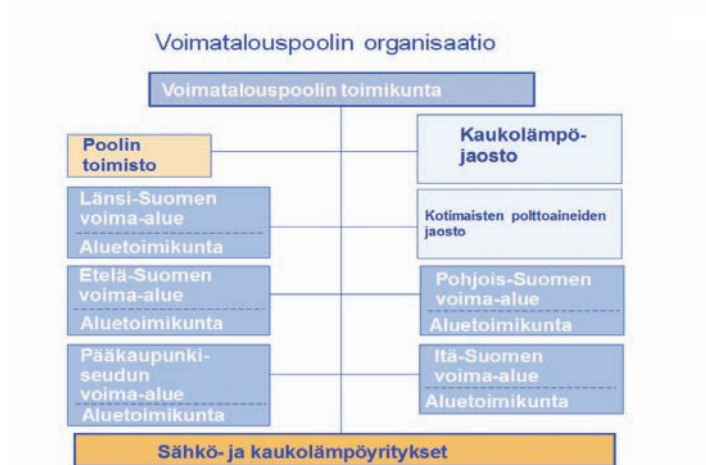 Voimatalouspoolin organisaatio
Voimatalouspoolin toimikunta
Poolin
toimisto
Kaukolämpö-
jaosto
Länsi-Suomen
voima-alue
Aluetoimikunta
Kotimaisten polttoaineiden
jaosto
Etelä-Suomen
voima-alue
Aluetoimikunta
Pohjois-Suomen
voima-alue
Aluetoimikunta
Pääkaupunki-
seudun
voima-alue
Aluetoimikunta
Itä-Suomen
voima-alue
Aluetoimikunta
Sähkö- ja kaukolämpöyritykset